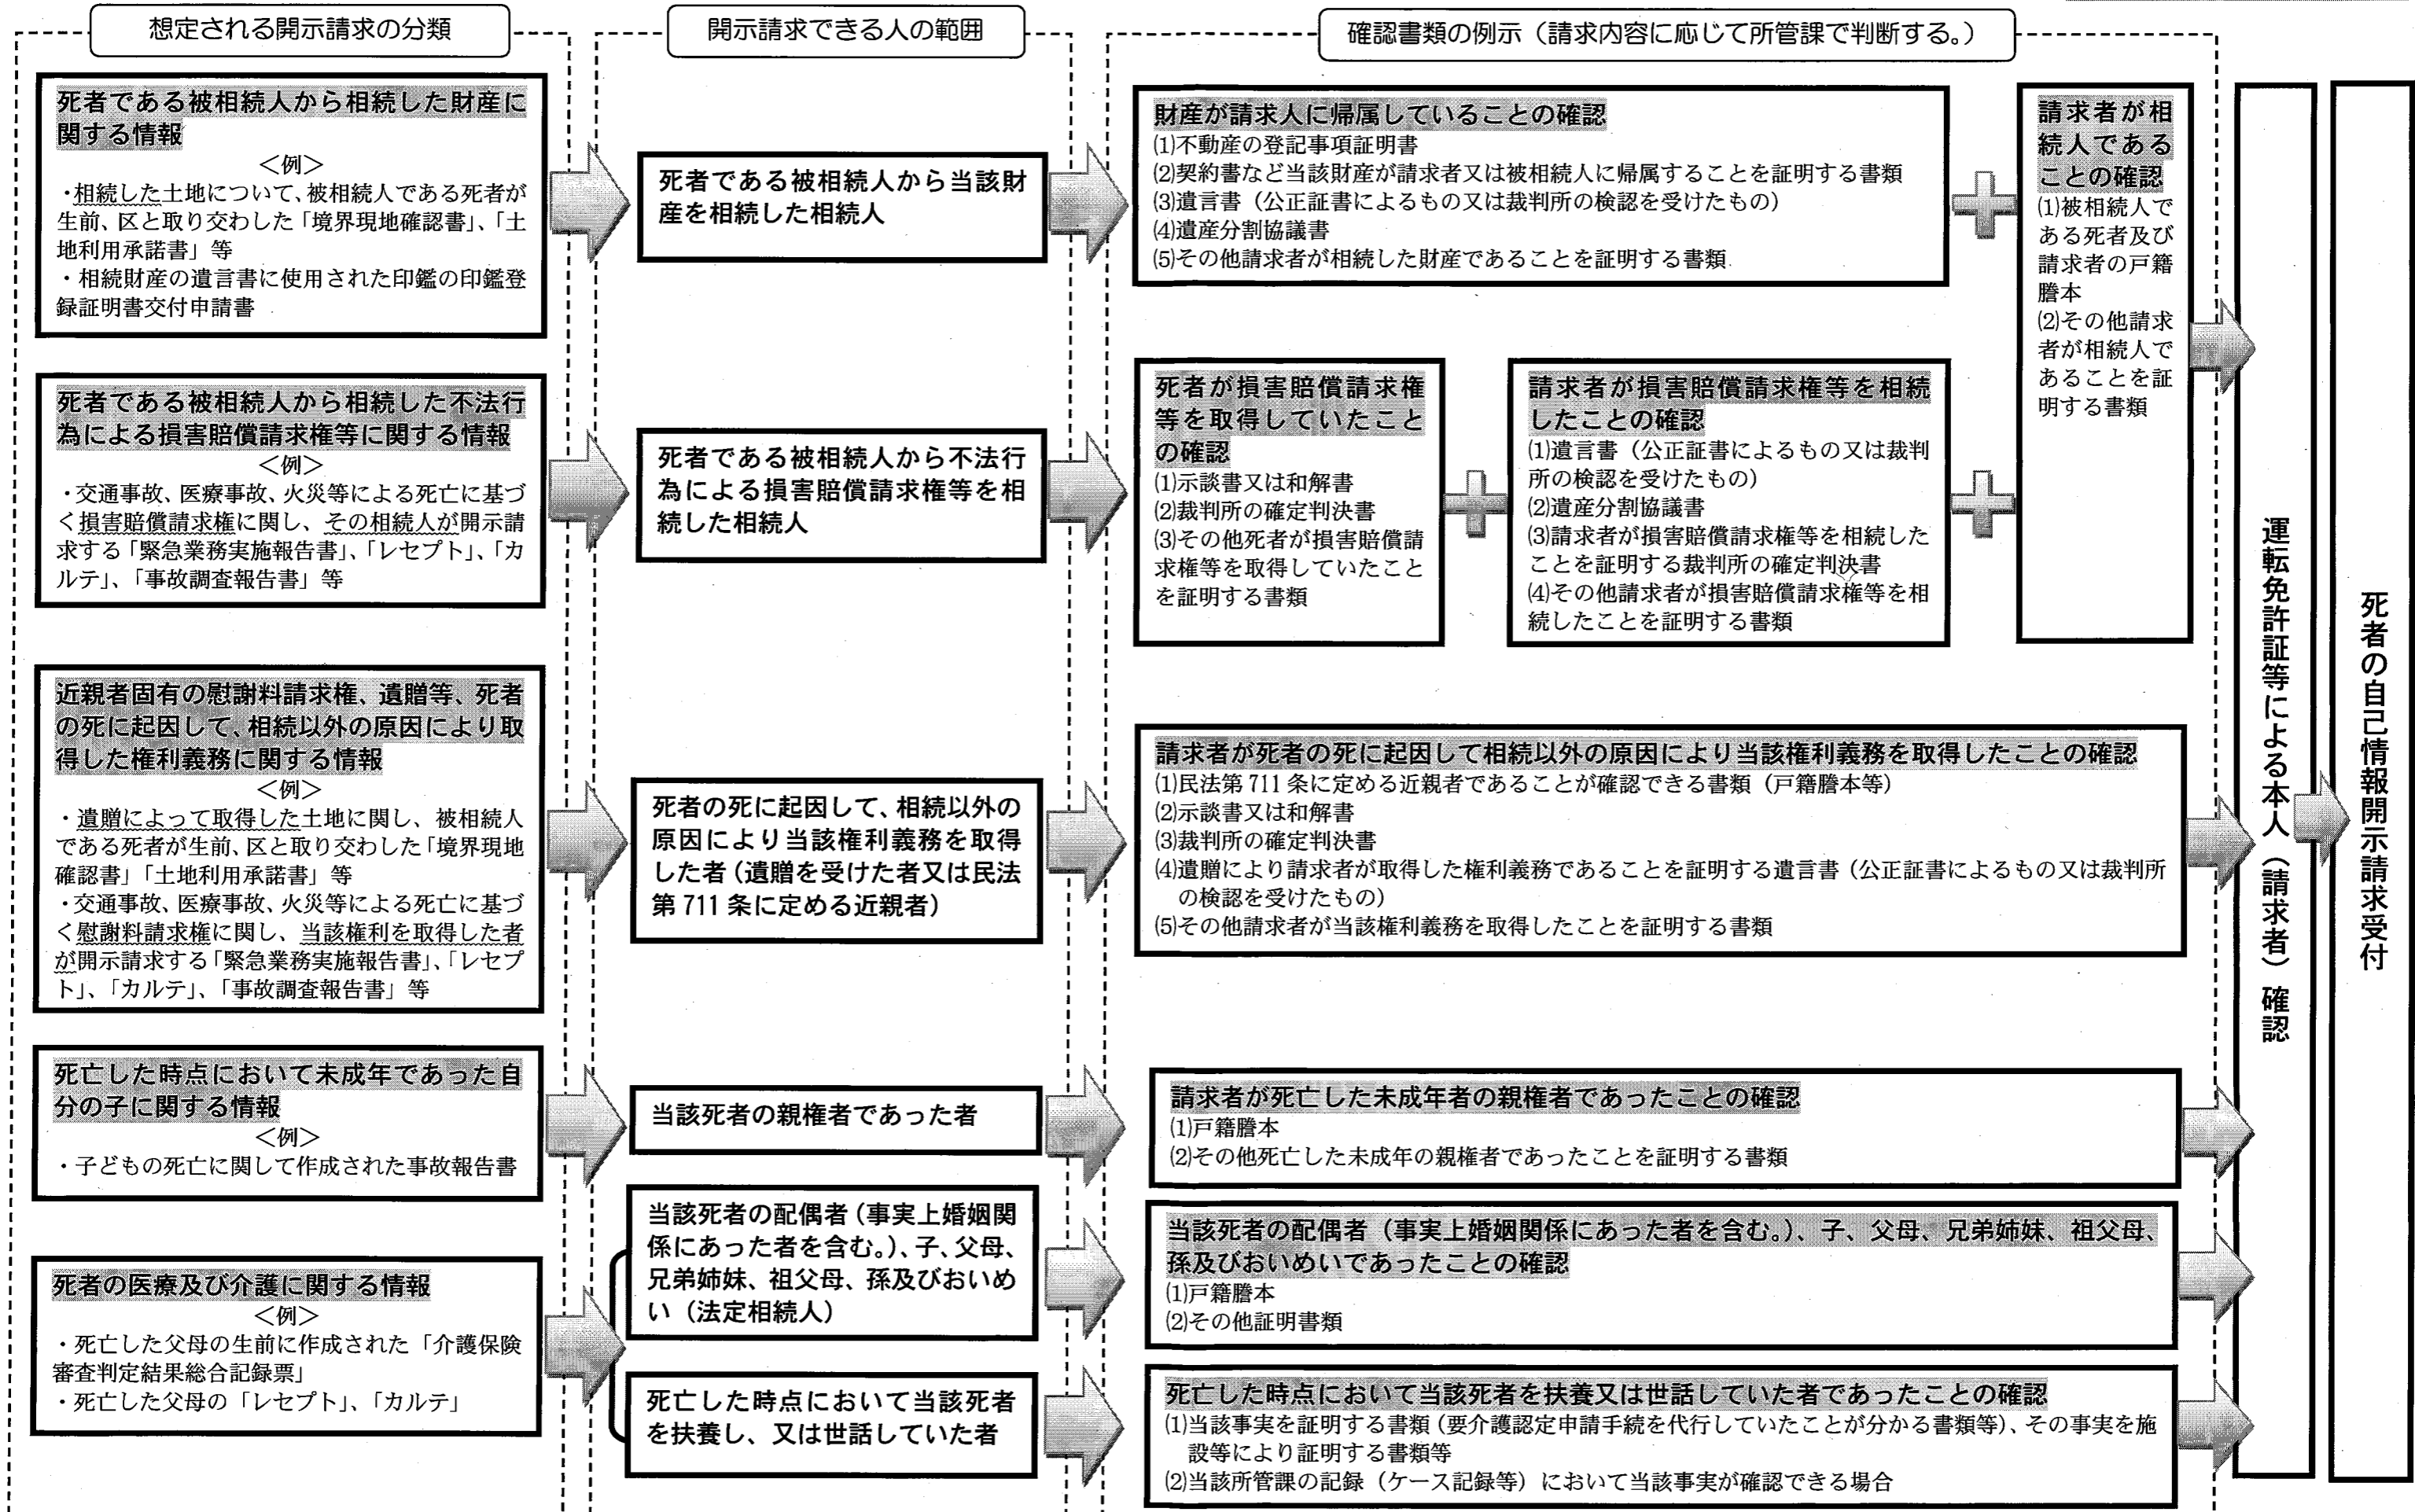 想定される開示請求の分類
開示請求できる人の範囲
確認書類の例示（請求内容に応じて所管課で判断する。）
死者である被相続人から相続した財産に
関する情報
＜例＞
・相続した土地について、被相続人である死者が
生前、区と取り交わした「境界現地確認書」、「土
地利用承諾書」等
・相続財産の遺言書に使用された印鑑の印鑑登
録証明書交付申請書
死者である被相続人から当該財
産を相続した相続人
財産が請求人に帰属していることの確認
⑴不動産の登記事項証明書
⑵契約書など当該財産が請求者又は被相続人に帰属することを証明する書類
⑶遺言書（公正証書によるもの又は裁判所の検認を受けたもの）
⑷遺産分割協議書
⑸その他請求者が相続した財産であることを証明する書類
請求者が相
続人である
ことの確認
⑴被相続人で
ある死者及び
請求者の戸籍
謄本
⑵その他請求
者が相続人で
あることを証
明する書類
死者である被相続人から相続した不法行
為による損害賠償請求権等に関する情報
＜例＞
・交通事故、医療事故、火災等による死亡に基づ
く損害賠償請求権に関し、その相続人が開示請
求する「緊急業務実施報告書」、「レセプト」、「カ
ルテ」、「事故調査報告書」等
死者である被相続人から不法行
為による損害賠償請求権等を相
続した相続人
死者が損害賠償請求権
等を取得していたこと
の確認
⑴示談書又は和解書
⑵裁判所の確定判決書
⑶その他死者が損害賠償請
求権等を取得していたこと
を証明する書類
請求者が損害賠償請求権等を相続
したことの確認
⑴遺言書（公正証書によるもの又は裁判
所の検認を受けたもの）
⑵遺産分割協議書
⑶請求者が損害賠償請求権等を相続した
ことを証明する裁判所の確定判決書
⑷その他請求者が損害賠償請求権等を相
続したことを証明する書類
近親者固有の慰謝料請求権、遺贈等、死者
の死に起因して、相続以外の原因により取
得した権利義務に関する情報
＜例＞
・遺贈によって取得した土地に関し、被相続人
である死者が生前、区と取り交わした「境界現地
確認書」「土地利用承諾書」等
・交通事故、医療事故、火災等による死亡に基づ
く慰謝料請求権に関し、当該権利を取得した者
が開示請求する「緊急業務実施報告書」、「レセプ
ト」、「カルテ」、「事故調査報告書」等
死者の死に起因して、相続以外の
原因により当該権利義務を取得
した者（遺贈を受けた者又は民法
第711条に定める近親者）
請求者が死者の死に起因して相続以外の原因により当該権利義務を取得したことの確認
⑴民法第711条に定める近親者であることが確認できる書類（戸籍謄本等）
⑵示談書又は和解書
⑶裁判所の確定判決書
⑷遺贈により請求者が取得した権利義務であることを証明する遺言書（公正証書によるもの又は裁判所
の検認を受けたもの）
⑸その他請求者が当該権利義務を取得したことを証明する書類
死亡した時点において未成年であった自
分の子に関する情報
＜例＞
・子どもの死亡に関して作成された事故報告書
当該死者の親権者であった者
請求者が死亡した未成年者の親権者であったことの確認
⑴戸籍謄本
⑵その他死亡した未成年の親権者であったことを証明する書類
死者の医療及び介護に関する情報
＜例＞
・死亡した父母の生前に作成された「介護保険
審査判定結果総合記録票」
・死亡した父母の「レセプト」、「カルテ」
当該死者の配偶者（事実上婚姻関
係にあった者を含む。）、子、父母、
兄弟姉妹、祖父母、孫及びおいめ
い（法定相続人）
当該死者の配偶者（事実上婚姻関係にあった者を含む。）、子、父母、兄弟姉妹、祖父母、
孫及びおいめいであったことの確認
⑴戸籍謄本
⑵その他証明書類
死亡した時点において当該死者
を扶養し、又は世話していた者
死亡した時点において当該死者を扶養又は世話していた者であったことの確認
⑴当該事実を証明する書類（要介護認定申請手続を代行していたことが分かる書類等）、その事実を施
設等により証明する書類等
⑵当該所管課の記録（ケース記録等）において当該事実が確認できる場合
運転免許証等による本人（請求者）確認
死者の自己情報開示請求受付